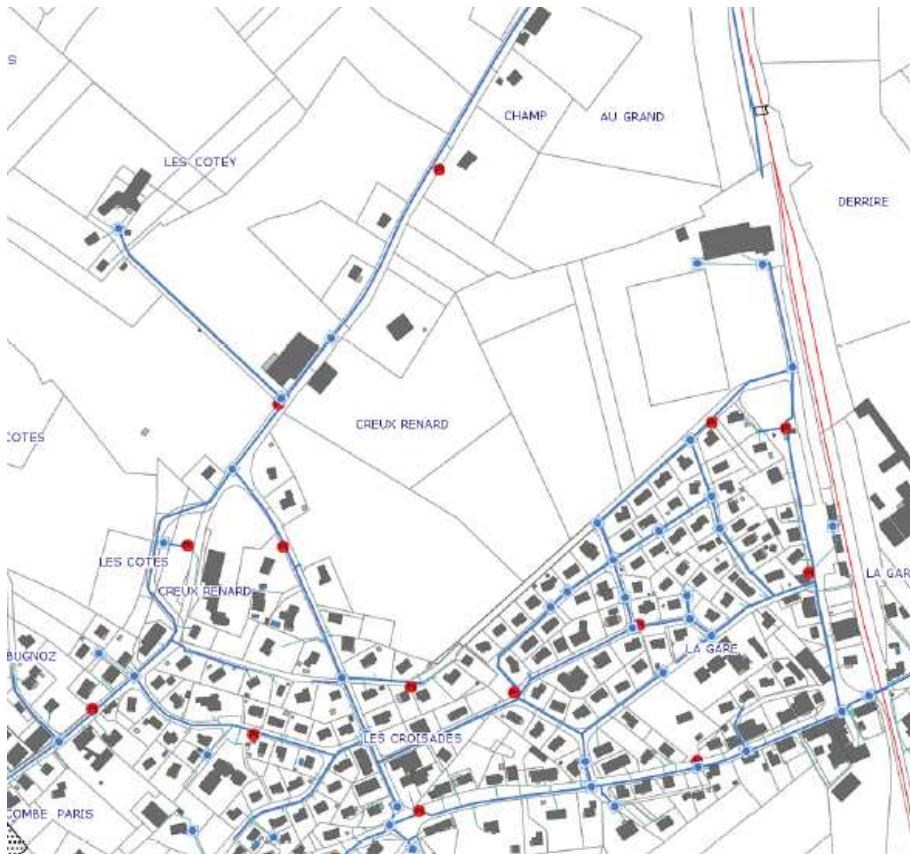 S
CHAMP
AU GRAND
LES COTEY
DERRIRE
CREUX RENARD
COTES
LES COTES
LA GAR
CREUX RENARD
LA GARE
BUGNOZ
LES CROISADES
COMBE PARIS